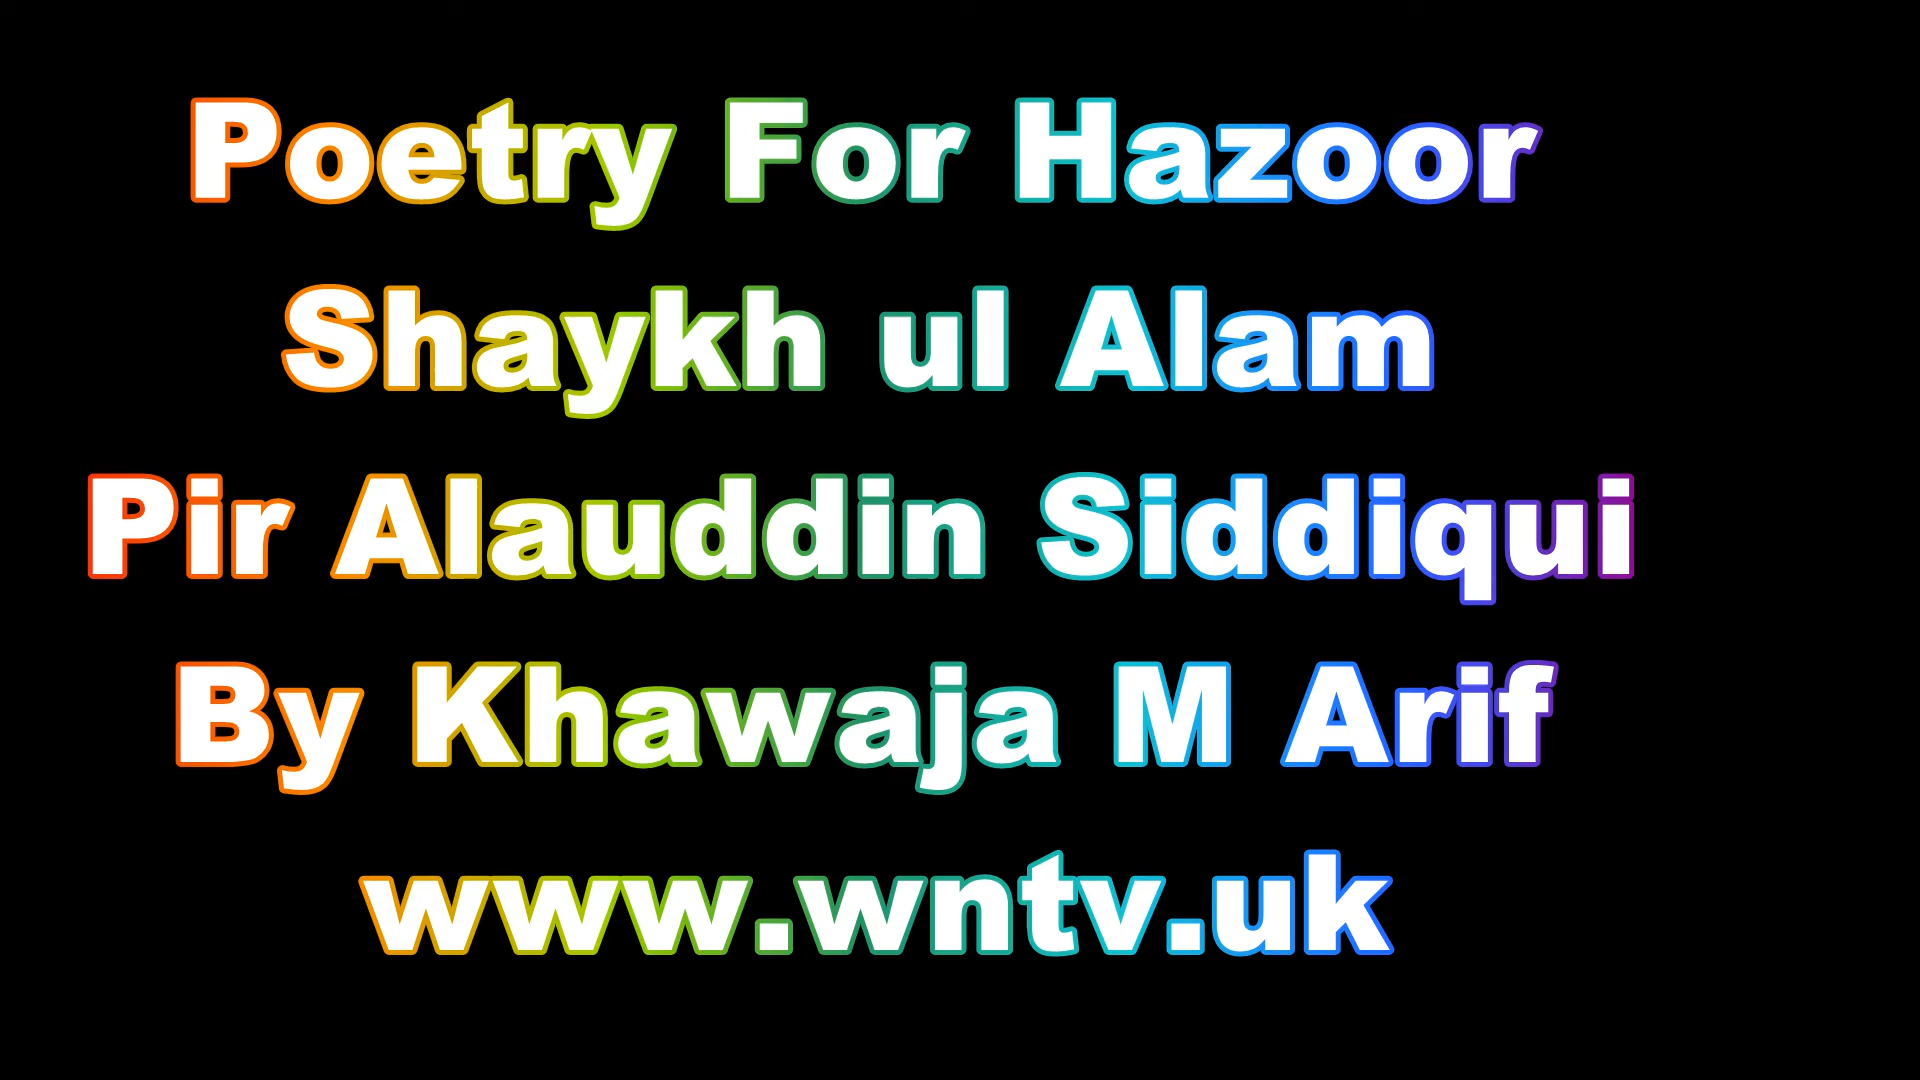 Poetry For Hazoor
Shaykh ul Alam
Pir Alauddin Siddiqui
By Khawaja M Arif
www.wntv.uk